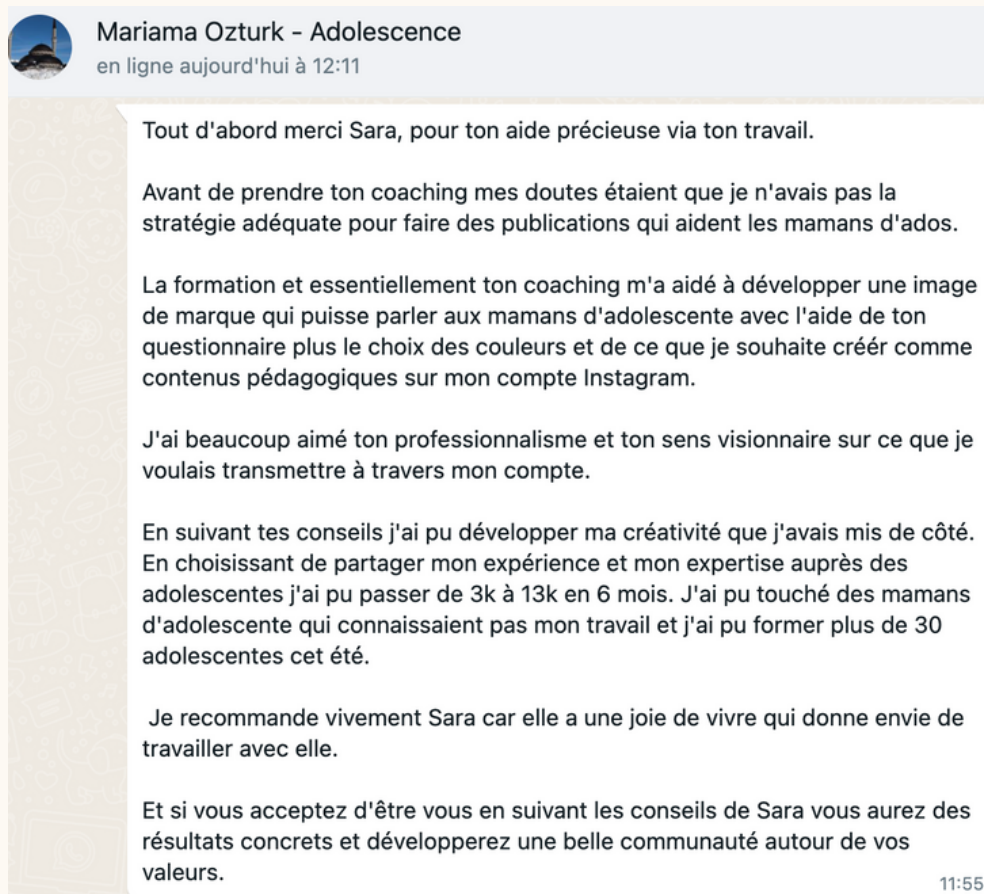 Mariama Ozturk - Adolescence
en ligne aujourd'hui à 12:11
Tout d'abord merci Sara, pour ton aide précieuse via ton travail.
Avant de prendre ton coaching mes doutes étaient que je n'avais pas la
stratégie adéquate pour faire des publications qui aident les mamans d'ados.
La formation et essentiellement ton coaching m'a aidé à développer une image
de marque qui puisse parler aux mamans d'adolescente avec l'aide de ton
questionnaire plus le choix des couleurs et de ce que je souhaite créér comme
contenus pédagogiques sur mon compte Instagram.
J'ai beaucoup aimé ton professionnalisme et ton sens visionnaire sur ce que je
voulais transmettre à travers mon compte.
En suivant tes conseils j'ai pu développer ma créativité que j'avais mis de côté.
En choisissant de partager mon expérience et mon expertise auprès des
adolescentes j'ai pu passer de 3k à 13k en 6 mois. J'ai pu touché des mamans
d'adolescente qui connaissaient pas mon travail et j'ai pu former plus de 30
adolescentes cet été.
Je recommande vivement Sara car elle a une joie de vivre qui donne envie de
travailler avec elle.
Et si vous acceptez d'être vous en suivant les conseils de Sara vous aurez des
résultats concrets et développerez une belle communauté autour de vos
valeurs.
11:55